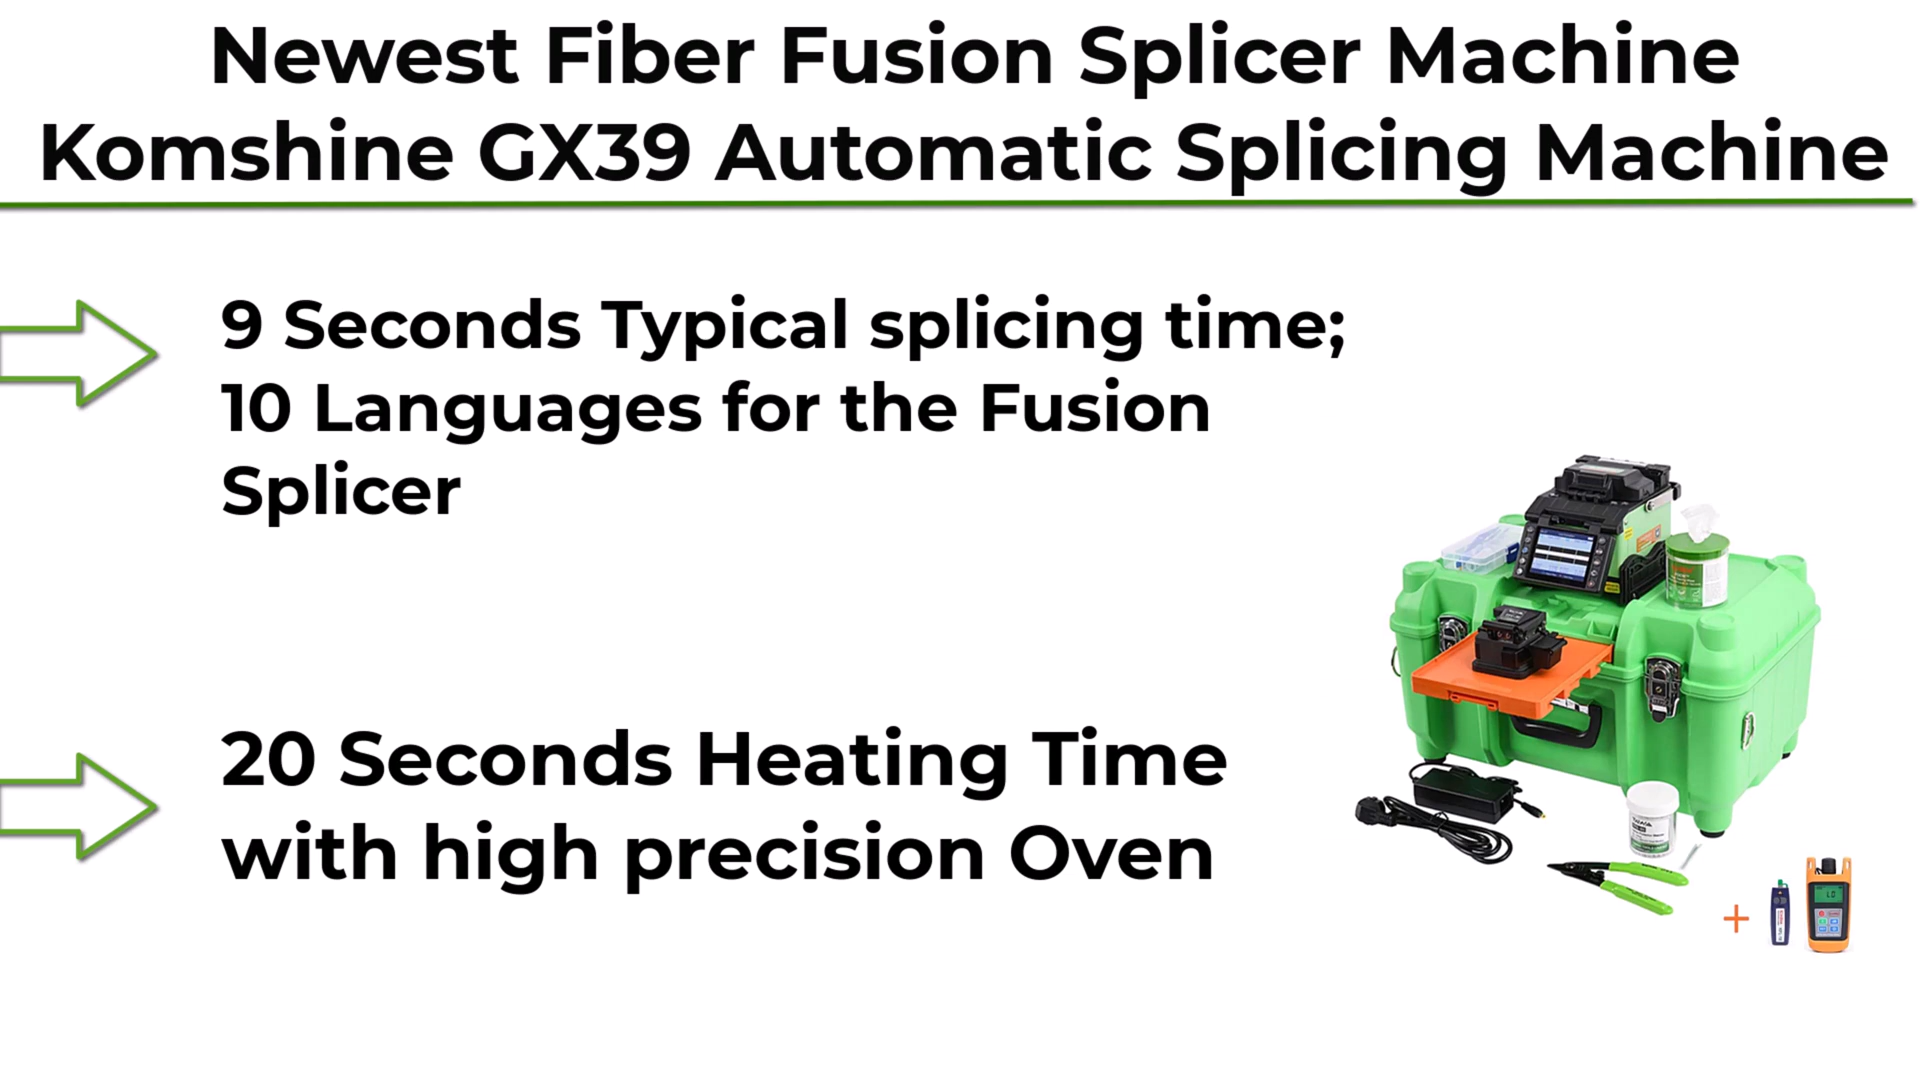 Newest Fiber Fusion Splicer Machine
Komshine GX39 Automatic Splicing Machine
9 Seconds Typical splicing time;
10 Languages for the Fusion
Splicer
20 Seconds Heating Time
with high precision Oven